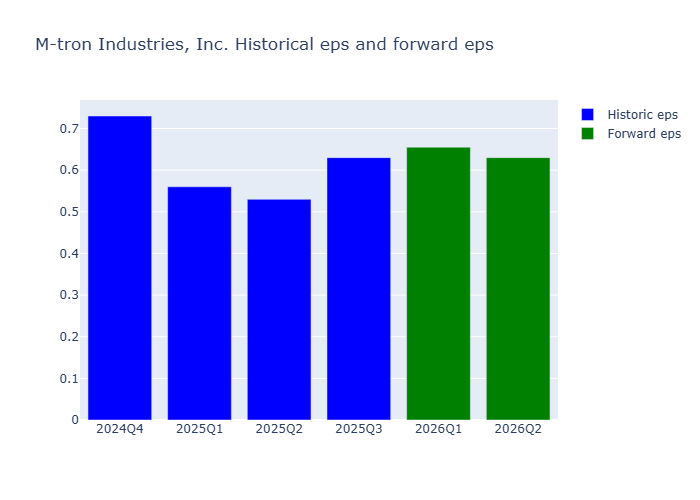 M-tron Industries, Inc. Historical eps and forward eps
Historic eps
Forward eps
0.7
0.6
0.5
0.4
0.3
0.2
0.1
0
2024Q4 2025Q1 2025Q2 2025Q3 2026Q1 2026Q2